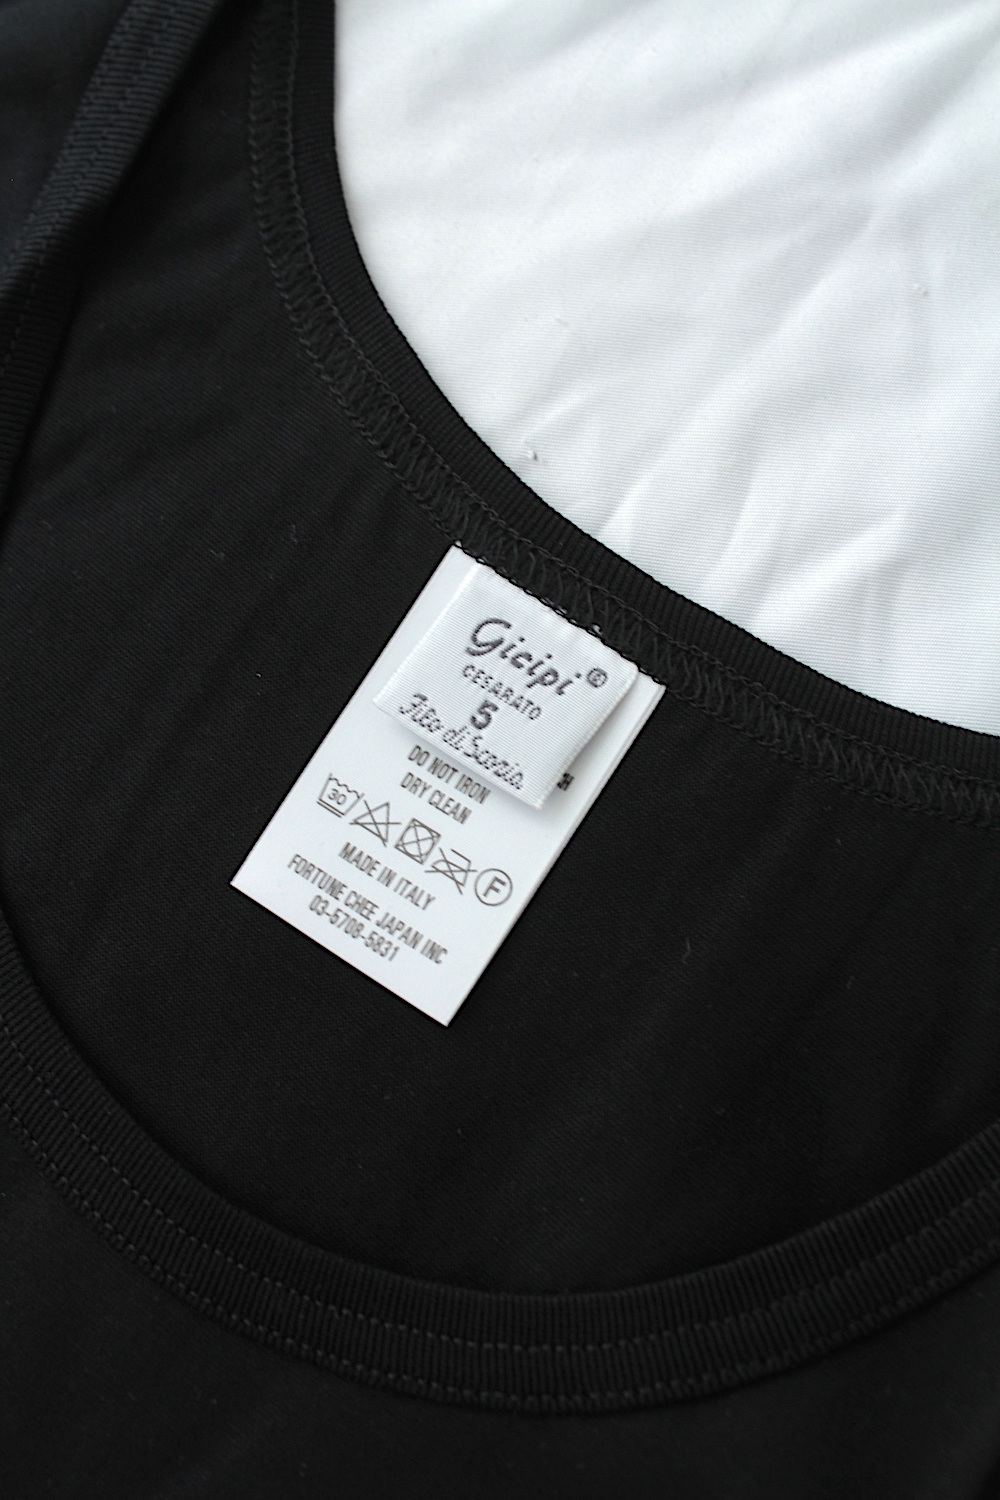 Gicipi®
CESARATO
5
Filo di Scozia
DO NOT IRON
DRY CLEAN
30
F
MADE IN ITALY
FORTUNE CHEE JAPAN INC
03-5708-5831